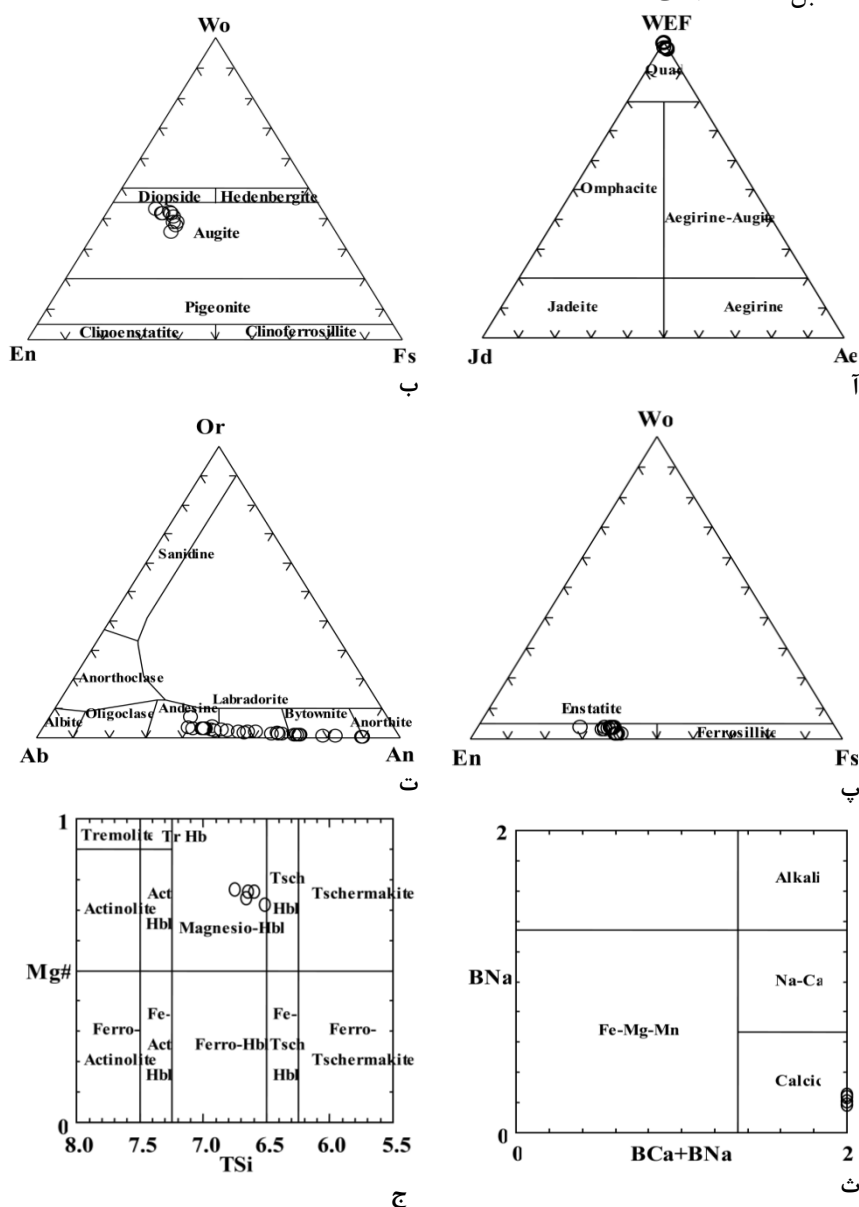 بن
Wo
Diopside Hedenbergite
Augite
Pigeonite
Clinoenstatite Clinoferrosillite
En Fs
ب
WEF
Quad
Omphacite
Aegirine-Augite
Jadeite Aegirine
Jd Ae
آ
Or
Sanidine
Anorthoclase
Albite Oligoclase Andesine Labradorite Bytownite Anorthite
Ab An
ت
Wo
Enstatite
Ferrosillite
En Fs
پ
1
Tremolite Tr Hb
Actinolite
Act
Hbl
Magnesio-Hbl
Tsch
Hbl
Tschermakite
Mg#
Ferro-
Actinolite
Fe-
Act
Hbl
Ferro-Hbl
Fe-
Tsch
Hbl
Ferro-
Tschermakite
0
8.0 7.5 7.0 6.5 6.0 5.5
TSi
ج
2
Alkali
BNa
Na-Ca
Fe-Mg-Mn
Calcic
0
0 2
BCa+BNa
ث